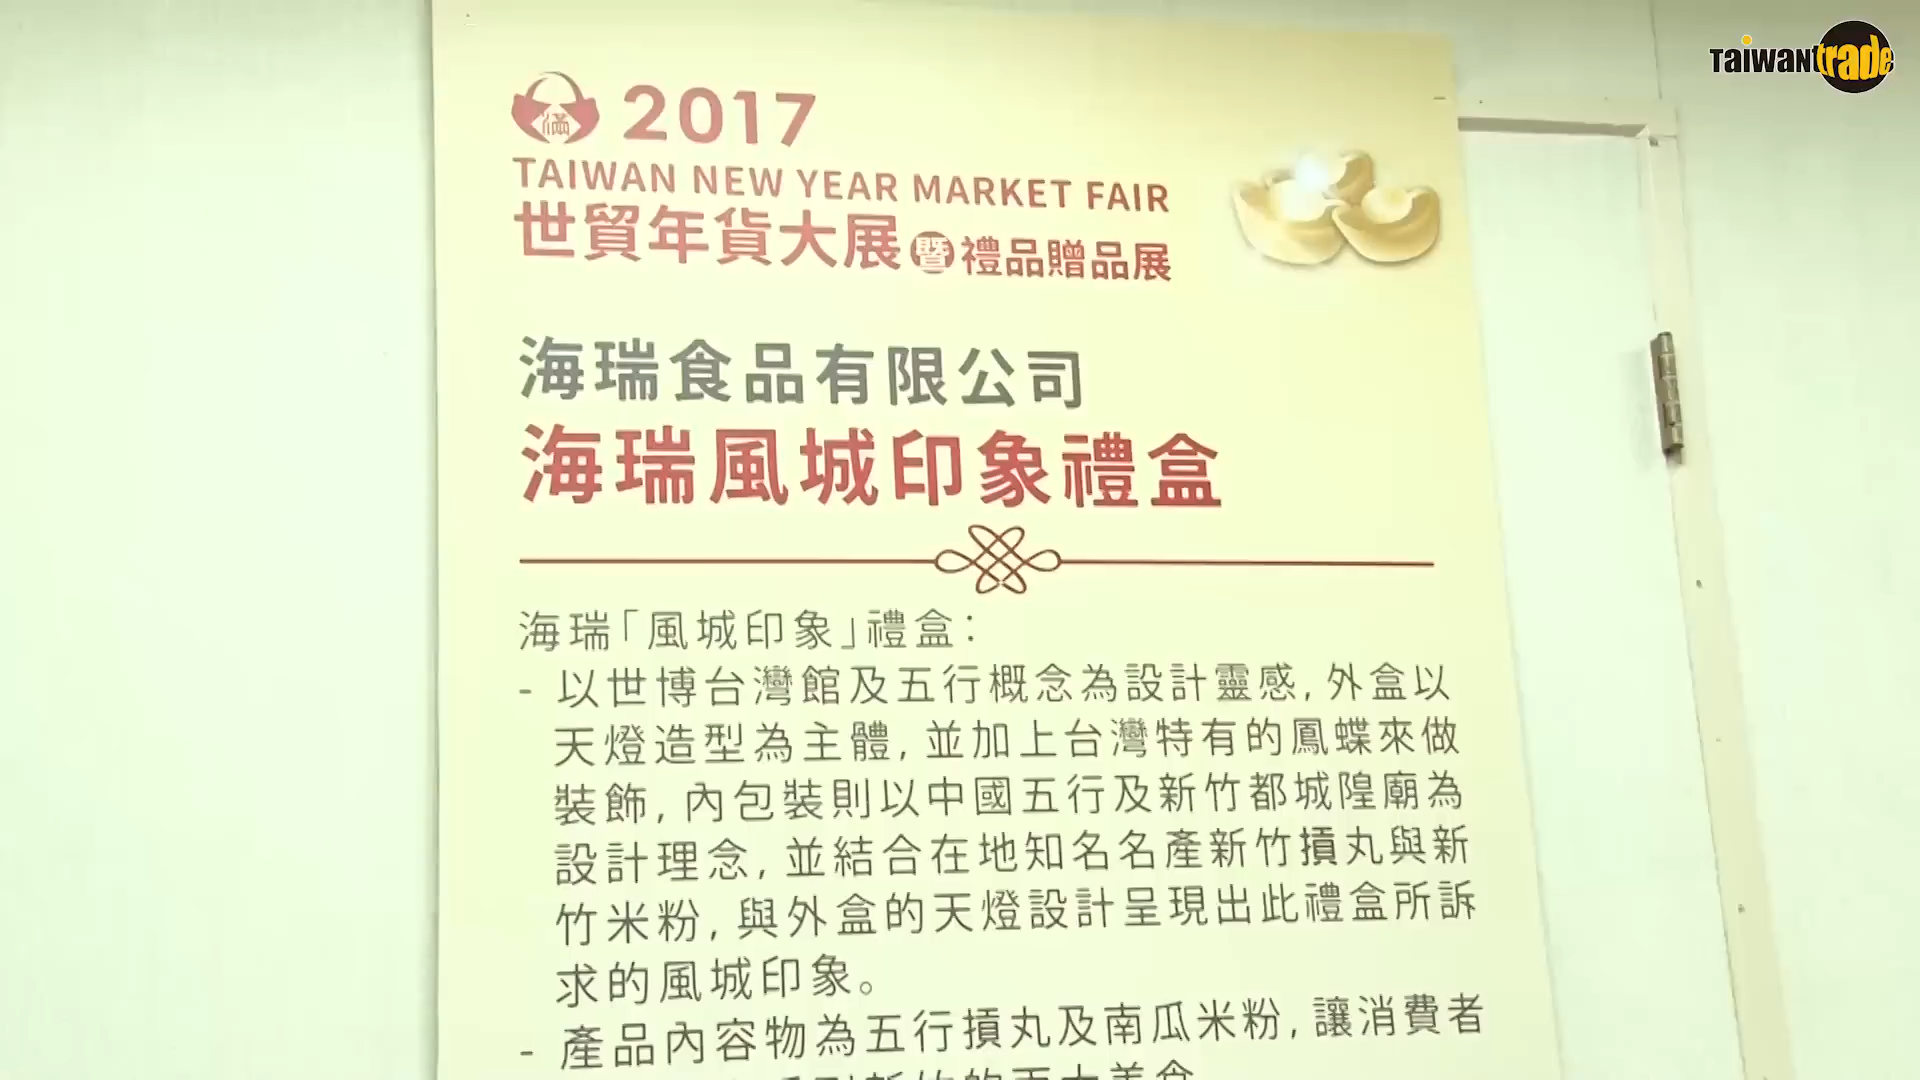 Taiwantrade
滿 2017
TAIWAN NEW YEAR MARKET FAIR
世貿年貨大展暨禮品贈品展
海瑞食品有限公司
海瑞風城印象禮盒
海瑞「風城印象」禮盒：
- 以世博台灣館及五行概念為設計靈感, 外盒以
天燈造型為主體, 並加上台灣特有的鳳蝶來做
裝飾, 內包裝則以中國五行及新竹都城隍廟為
設計理念, 並結合在地知名名產新竹摃丸與新
竹米粉, 與外盒的天燈設計呈現出此禮盒所訴
求的風城印象。
- 產品內容物為五行摃丸及南瓜米粉, 讓消費者